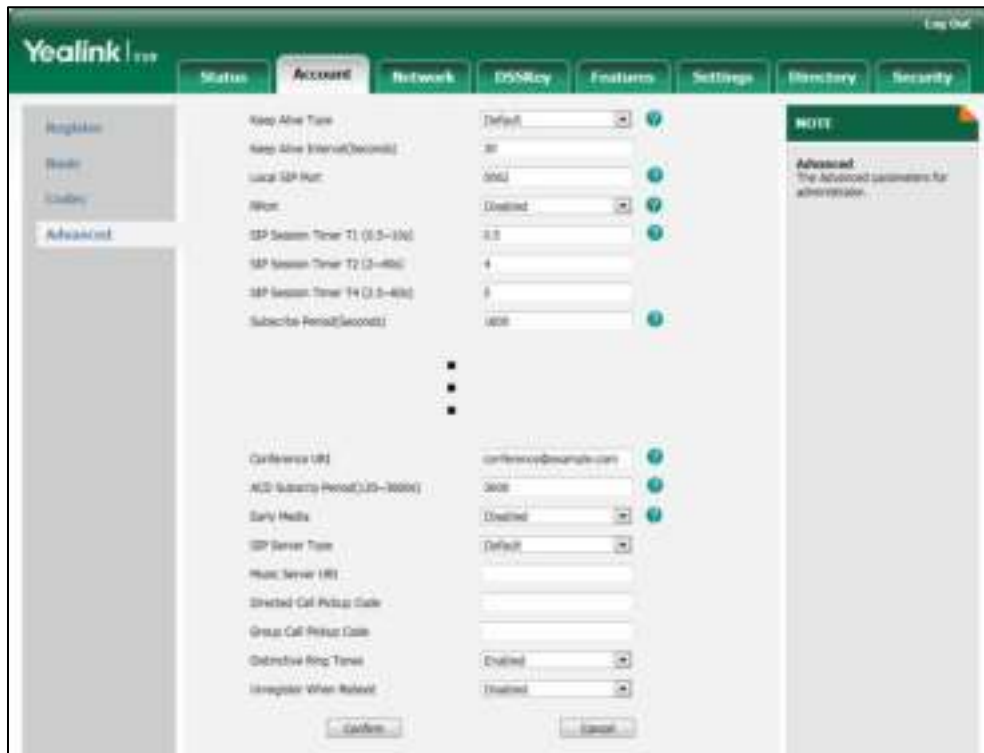 Log Out
Yealink
Status Account Network DSSKey Features Settings Directory Security
Register
Basic
Codec
Advanced
NOTE
Advanced
The Advanced parameters for
administrator.
Keep Alive Type Default
Keep Alive Interval(Seconds) 30
Local SIP Port
RPort Disabled
SIP Session Timer T1 (0.5~10s) 0.5
SIP Session Timer T2 (2~40s) 4
SIP Session Timer T4 (2.5~60s) 5
Subscribe Period(Seconds) 1800
Conference URI conference@example.com
ACD Subscrip Period(120~3600s) 3600
Early Media Disabled
SIP Server Type Default
Music Server URI
Directed Call Pickup Code
Group Call Pickup Code
Distinctive Ring Tones Enabled
Unregister When Reboot Disabled
Confirm Cancel